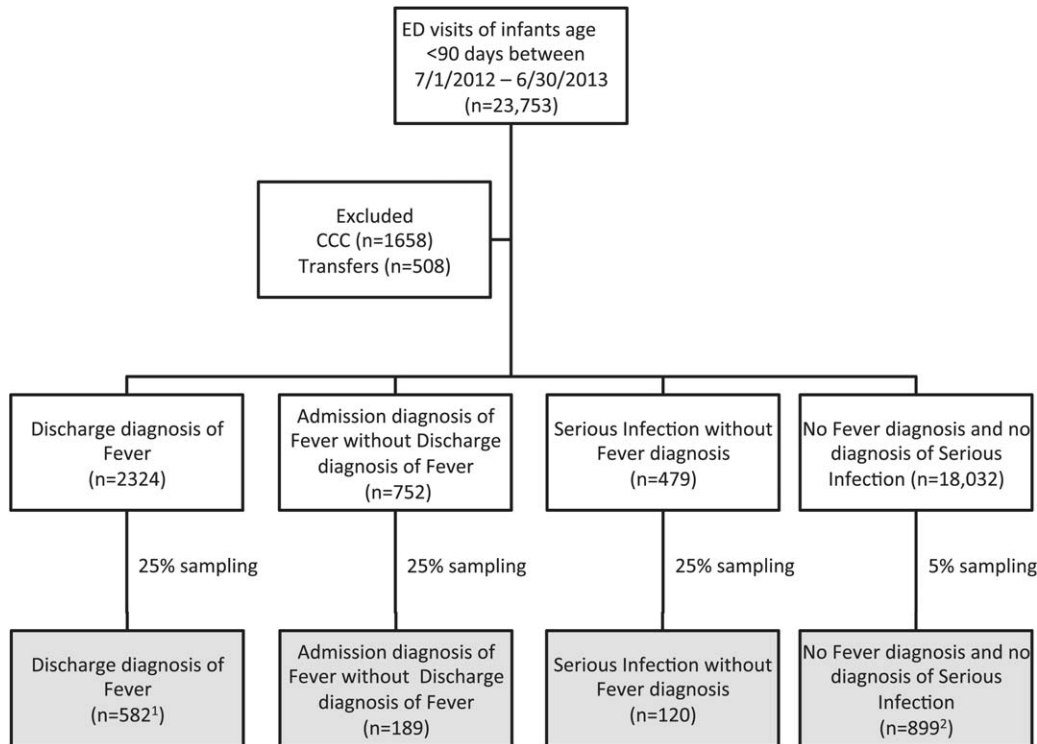 ED visits of infants age
<90 days between
7/1/2012 – 6/30/2013
(n=23,753)
Excluded
CCC (n=1658)
Transfers (n=508)
Discharge diagnosis of
Fever
(n=2324)
Admission diagnosis of
Fever without Discharge
diagnosis of Fever
(n=752)
Serious Infection without
Fever diagnosis
(n=479)
No Fever diagnosis and no
diagnosis of Serious
Infection (n=18,032)
25% sampling
25% sampling
25% sampling
5% sampling
Discharge diagnosis of
Fever
(n=582¹)
Admission diagnosis of
Fever without Discharge
diagnosis of Fever
(n=189)
Serious Infection without
Fever diagnosis
(n=120)
No Fever diagnosis and no
diagnosis of Serious
Infection
(n=899²)